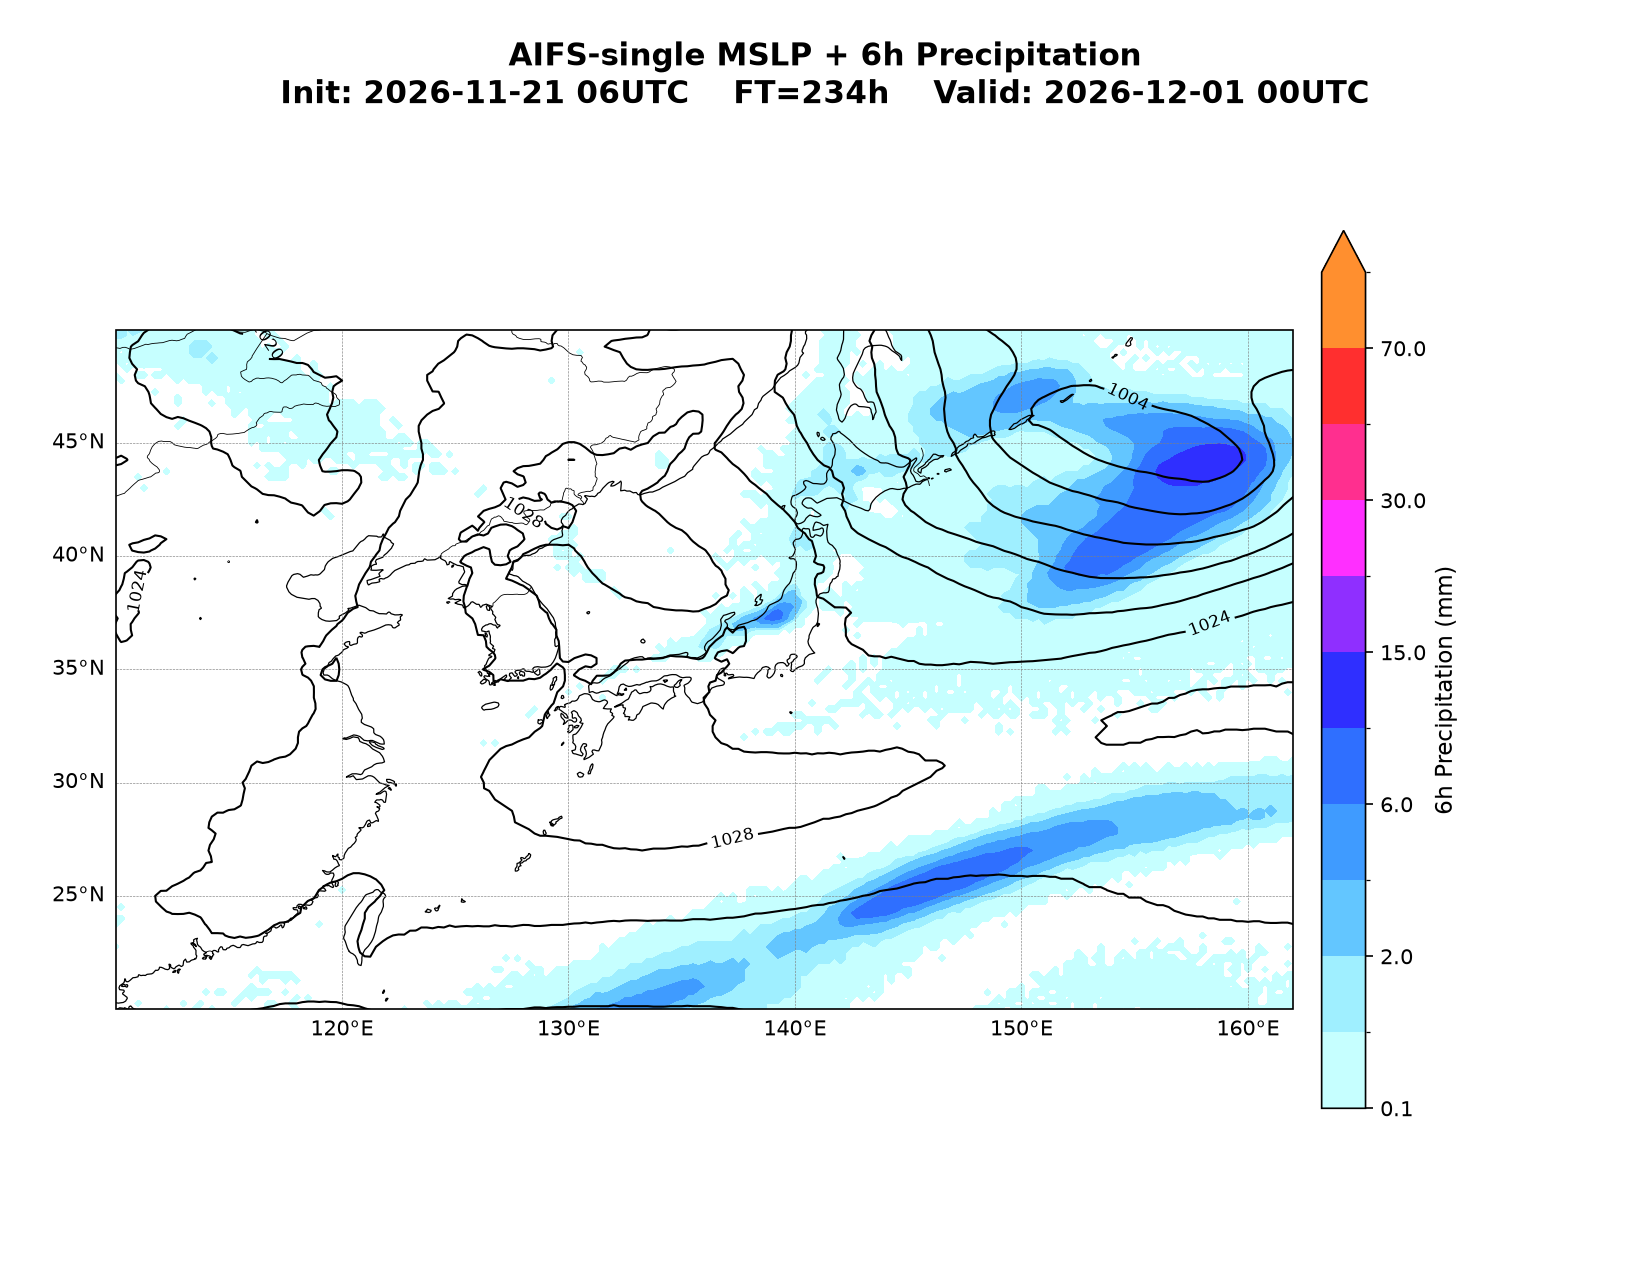 AIFS-single MSLP + 6h Precipitation
Init: 2026-11-21 06UTC    FT=234h    Valid: 2026-12-01 00UTC
70.0
30.0
15.0
6.0
2.0
0.1
6h Precipitation (mm)
45°N
40°N
35°N
30°N
25°N
120°E
130°E
140°E
150°E
160°E
1004
1028
1024
1024
1028